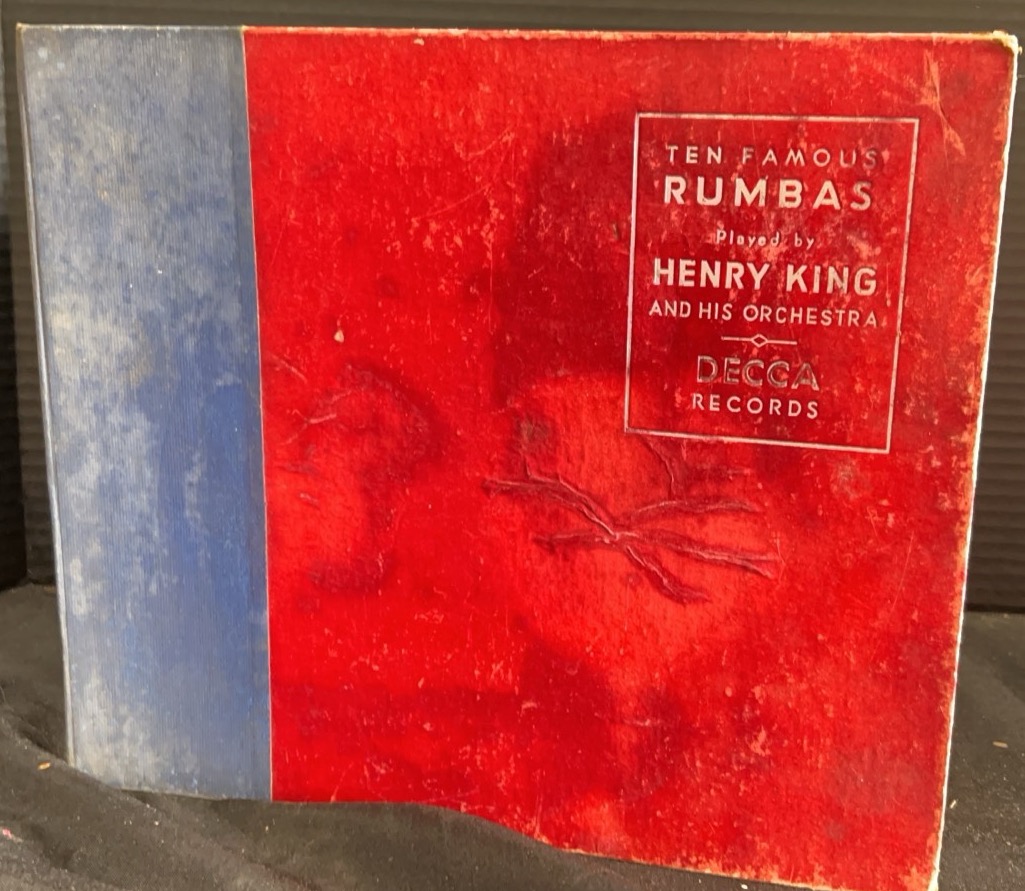 TEN FAMOUS
RUMBAS
Played by
HENRY KING
AND HIS ORCHESTRA
DECCA
RECORDS